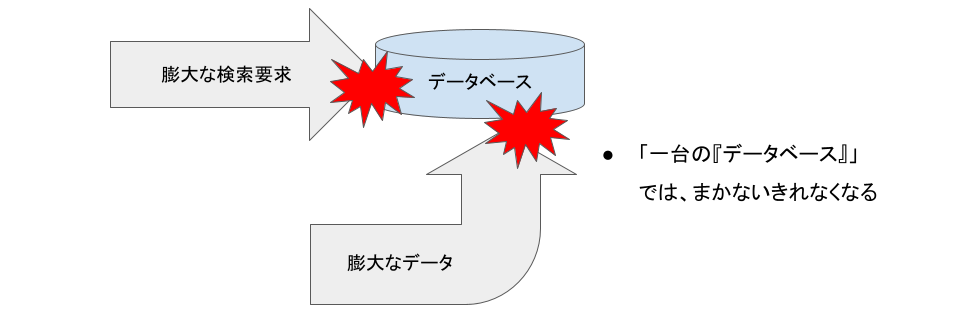 膨大な検索要求
データベース
● 「一台の『データベース』」
では、まかないきれなくなる
膨大なデータ